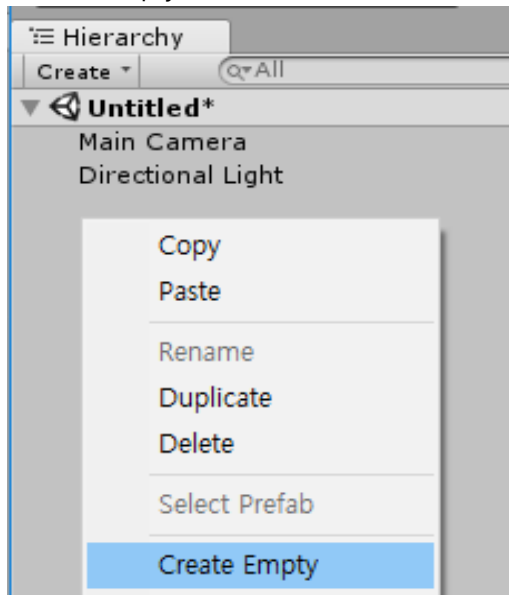 Hierarchy
Create All
Untitled*
Main Camera
Directional Light
Copy
Paste
Rename
Duplicate
Delete
Select Prefab
Create Empty